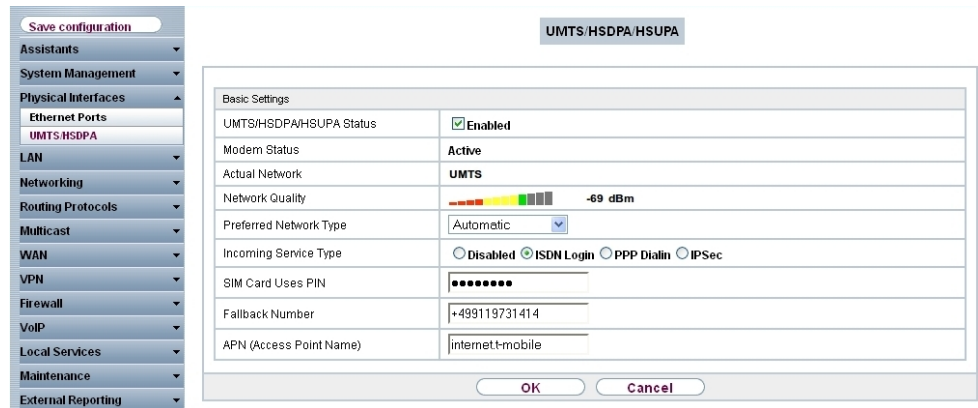 Save configuration
Assistants
System Management
Physical Interfaces
Ethernet Ports
UMTS/HSDPA
LAN
Networking
Routing Protocols
Multicast
WAN
VPN
Firewall
VoIP
Local Services
Maintenance
External Reporting
UMTS/HSDPA/HSUPA
Basic Settings
UMTS/HSDPA/HSUPA Status Enabled
Modem Status Active
Actual Network UMTS
Network Quality -69 dBm
Preferred Network Type Automatic
Incoming Service Type Disabled ISDN Login PPP Dialin IPSec
SIM Card Uses PIN ●●●●●●●●
Fallback Number +499119731414
APN (Access Point Name) internet.t-mobile
OK Cancel